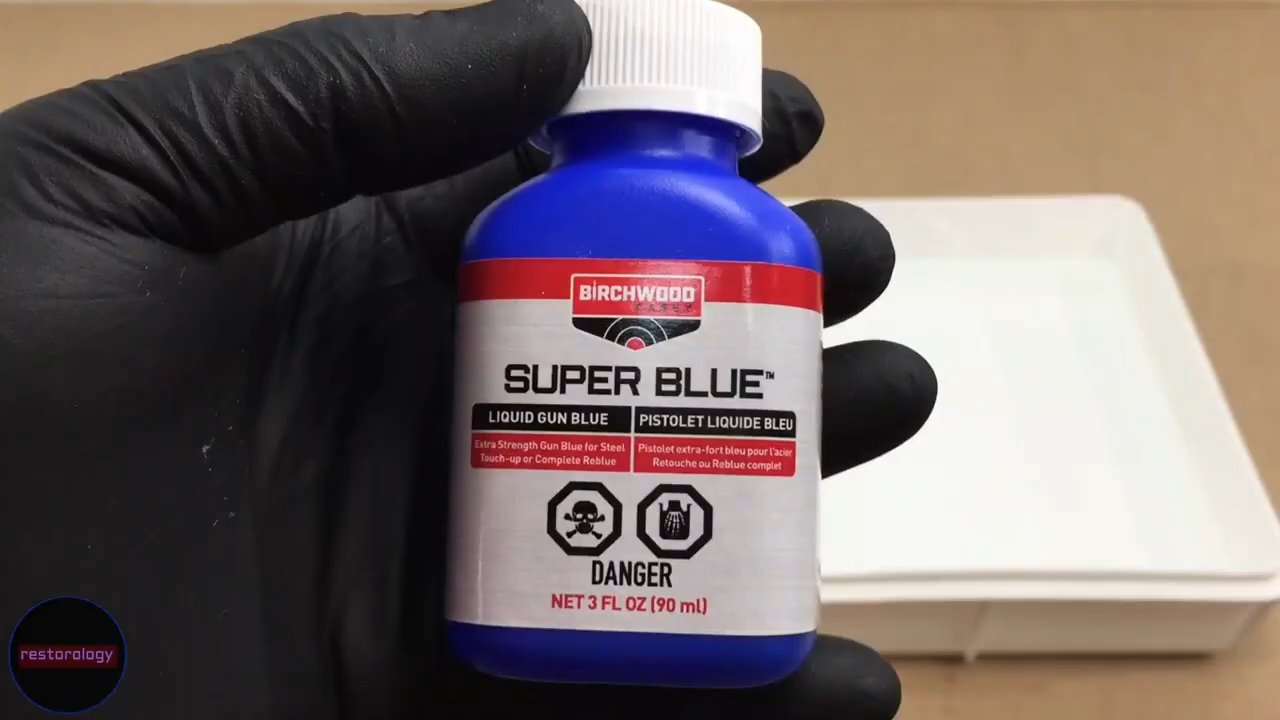 BIRCHWOOD
SUPER BLUE™
LIQUID GUN BLUE
Extra Strength Gun Blue for Steel
Touch-up or Complete Reblue
PISTOLET LIQUIDE BLEU
Pistolet extra-fort bleu pour l'acier
Retouche ou Reblue complet
DANGER
NET 3 FL OZ (90 ml)
restorology